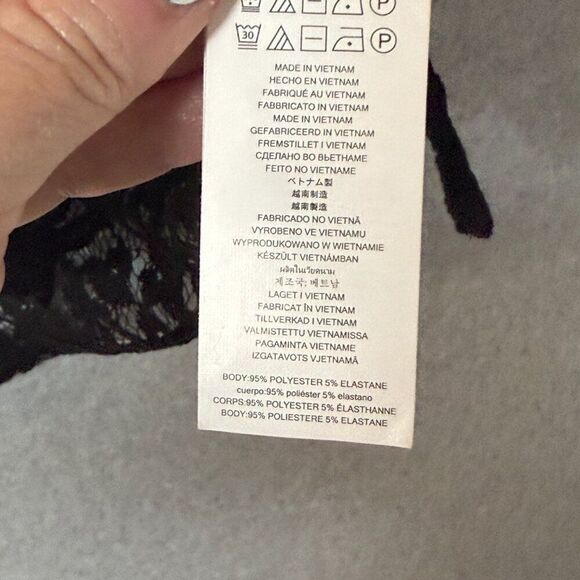 30 P
MADE IN VIETNAM
HECHO EN VIETNAM
FABRIQUÉ AU VIETNAM
FABBRICATO IN VIETNAM
MADE IN VIETNAM
GEFABRICEERD IN VIETNAM
FREMSTILLET I VIETNAM
СДЕЛАНО ВО ВЬЕТНАМЕ
FEITO NO VIETNAME
ベトナム製
越南制造
越南製造
FABRICADO NO VIETNÃ
VYROBENO VE VIETNAMU
WYPRODUKOWANO W WIETNAMIE
KÉSZÜLT VIETNÁMBAN
ผลิตในเวียดนาม
제조국: 베트남
LAGET I VIETNAM
FABRICAT ÎN VIETNAM
TILLVERKAD I VIETNAM
VALMISTETTU VIETNAMISSA
PAGAMINTA VIETNAME
IZGATAVOTS VJETNAMĀ
BODY:95% POLYESTER 5% ELASTANE
cuerpo:95% poliéster 5% elastano
CORPS:95% POLYESTER 5% ÉLASTHANNE
BODY:95% POLIESTERE 5% ELASTANE